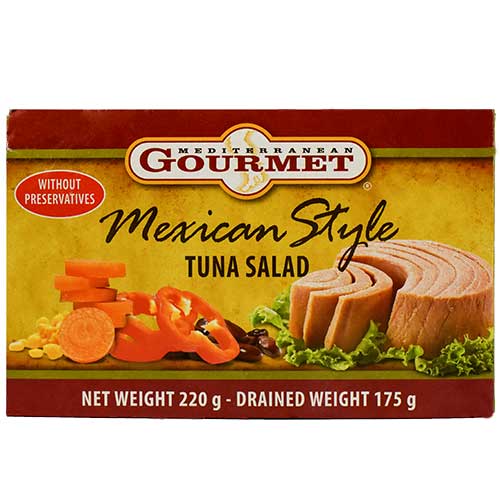 MEDITERRANEAN
GOURMET
®
WITHOUT
PRESERVATIVES
Mexican Style
TUNA SALAD
NET WEIGHT 220 g - DRAINED WEIGHT 175 g